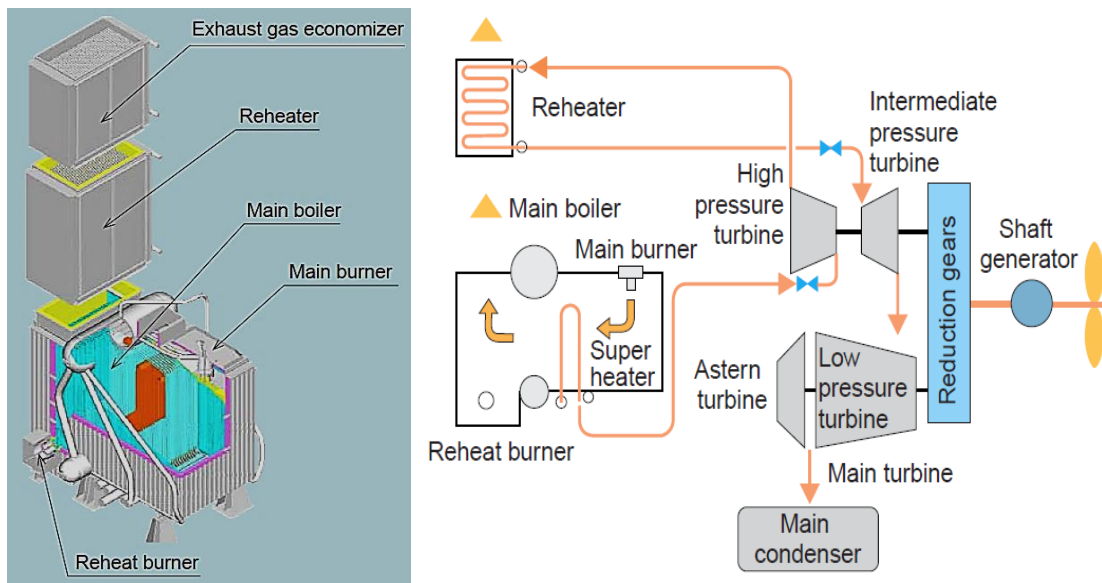 Exhaust gas economizer
Reheater
Main boiler
Main burner
Reheat burner
Reheater
Intermediate
pressure
turbine
High
pressure
turbine
Main boiler
Main burner
Super
heater
Reheat burner
Reduction gears
Shaft
generator
Astern
turbine
Low
pressure
turbine
Main turbine
Main
condenser